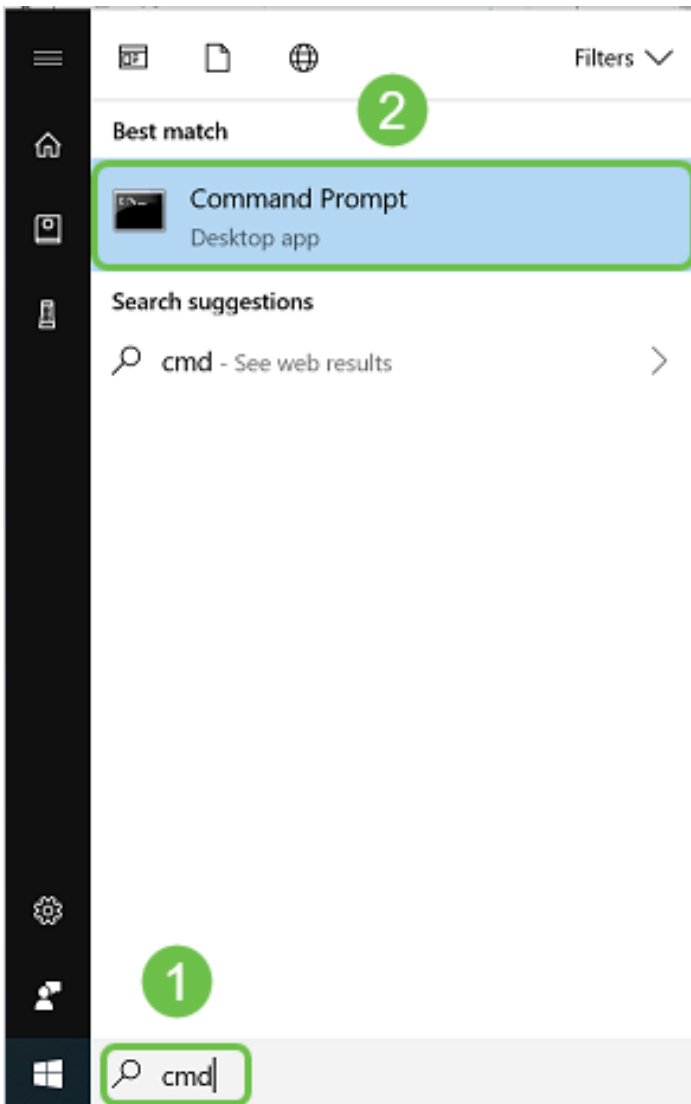 Filters
2
Best match
Command Prompt
Desktop app
Search suggestions
cmd - See web results
1
cmd